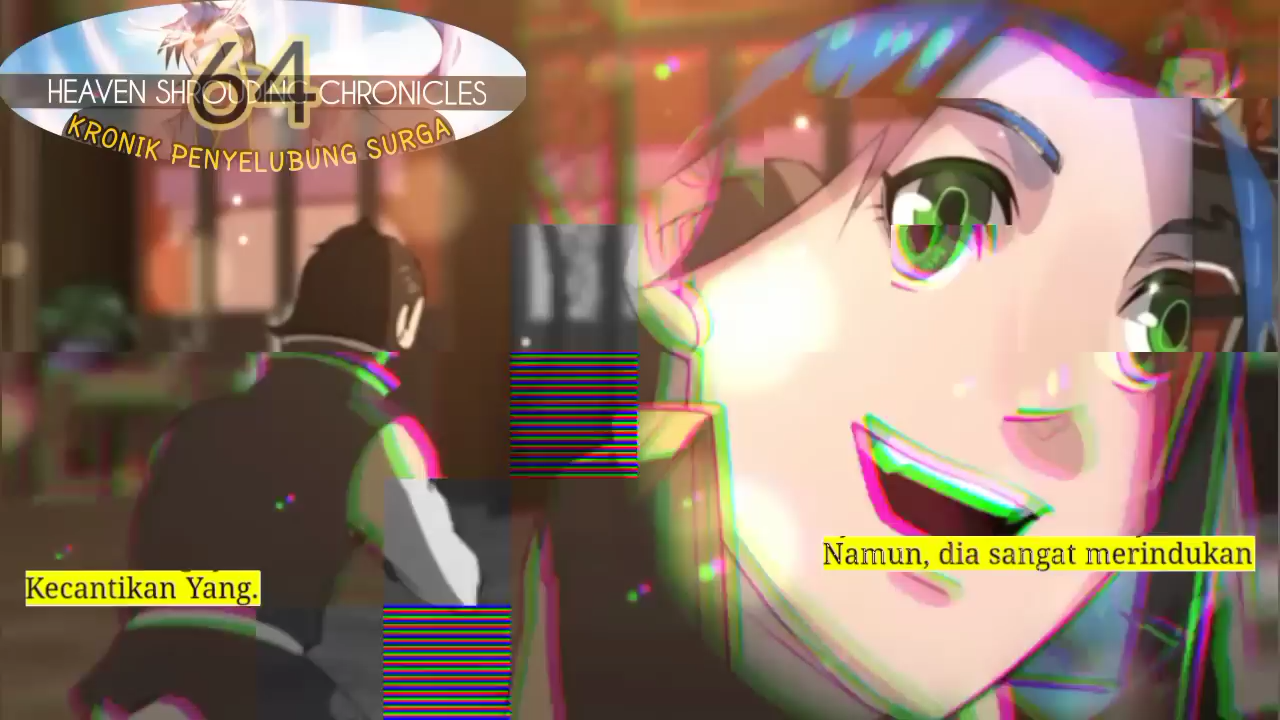 64
HEAVEN SHROUDING CHRONICLES
KRONIK PENYELUBUNG SURGA
Namun, dia sangat merindukan
Kecantikan Yang.